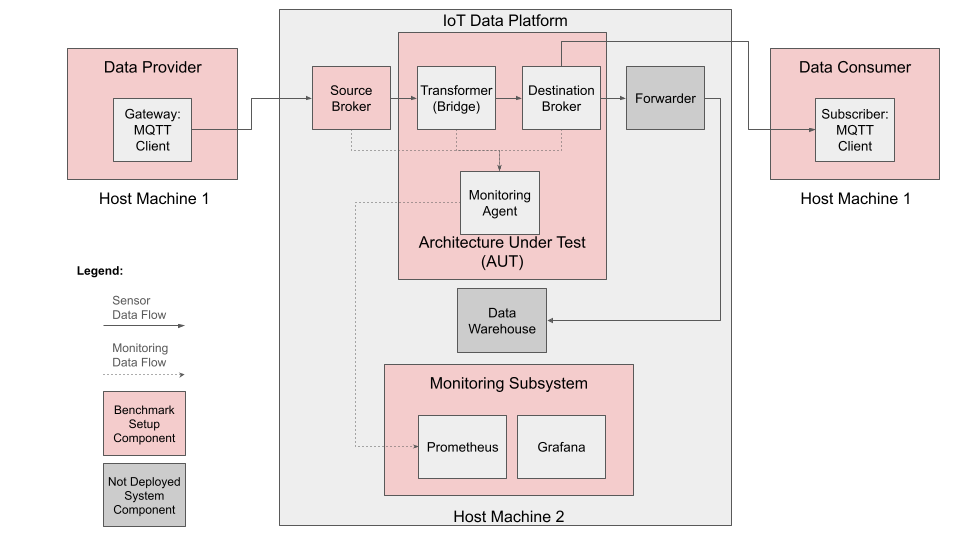 IoT Data Platform
Data Provider
Gateway:
MQTT
Client
Host Machine 1
Source
Broker
Transformer
(Bridge)
Destination
Broker
Forwarder
Data Consumer
Subscriber:
MQTT
Client
Host Machine 1
Monitoring
Agent
Architecture Under Test
(AUT)
Data
Warehouse
Monitoring Subsystem
Prometheus
Grafana
Host Machine 2
Legend:
Sensor
Data Flow
Monitoring
Data Flow
Benchmark
Setup
Component
Not Deployed
System
Component